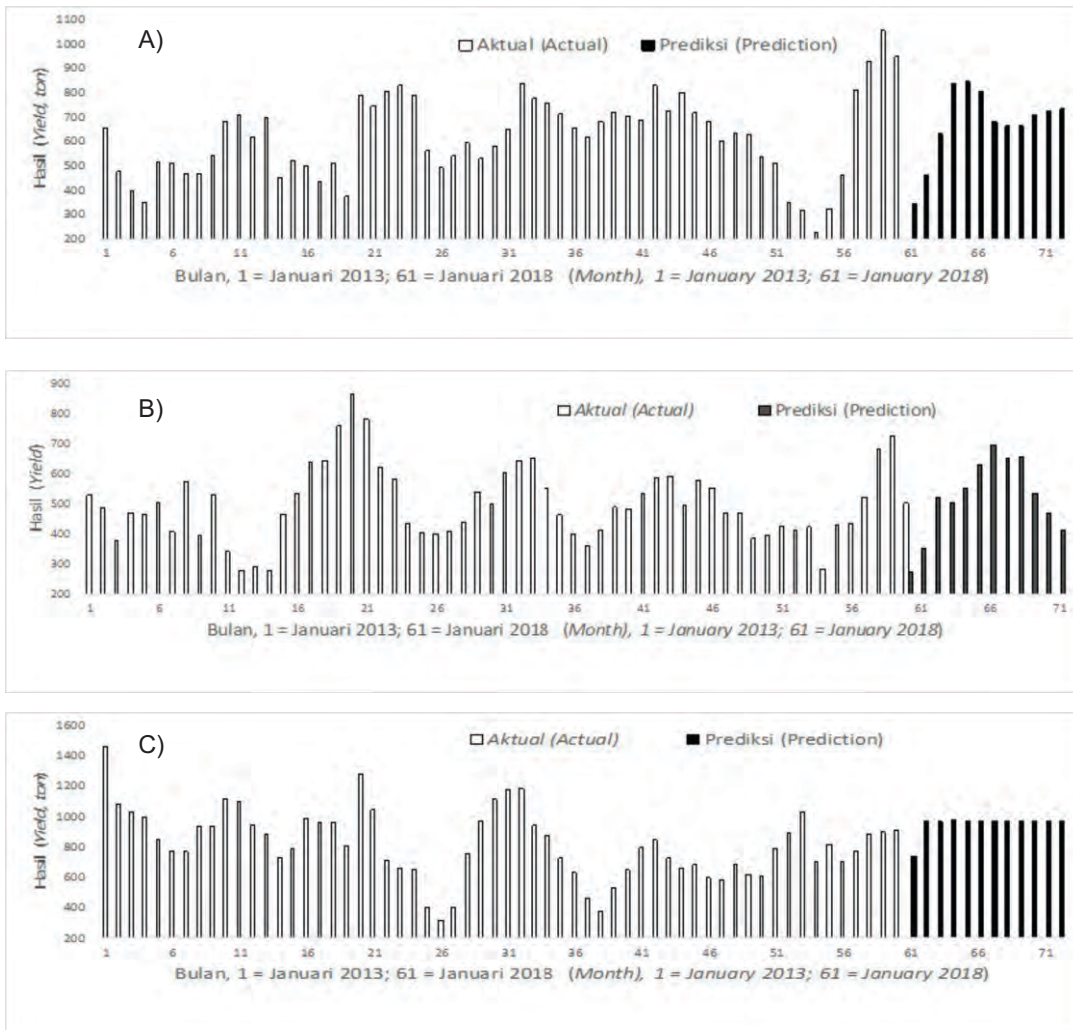 A)
Aktual (Actual) Prediksi (Prediction)
Hasil (Yield, ton)
1100
1000
900
800
700
600
500
400
300
200
1 6 11 16 21 26 31 36 41 46 51 56 61 66 71
Bulan, 1 = Januari 2013; 61 = Januari 2018 (Month), 1 = January 2013; 61 = January 2018)
B)
Aktual (Actual) Prediksi (Prediction)
Hasil (Yield)
900
800
700
600
500
400
300
200
1 6 11 16 21 26 31 36 41 46 51 56 61 66 71
Bulan, 1 = Januari 2013; 61 = Januari 2018 (Month), 1 = January 2013; 61 = January 2018)
C)
Aktual (Actual) Prediksi (Prediction)
Hasil (Yield, ton)
1600
1400
1200
1000
800
600
400
200
1 6 11 16 21 26 31 36 41 46 51 56 61 66 71
Bulan, 1 = Januari 2013; 61 = Januari 2018 (Month), 1 = January 2013; 61 = January 2018)